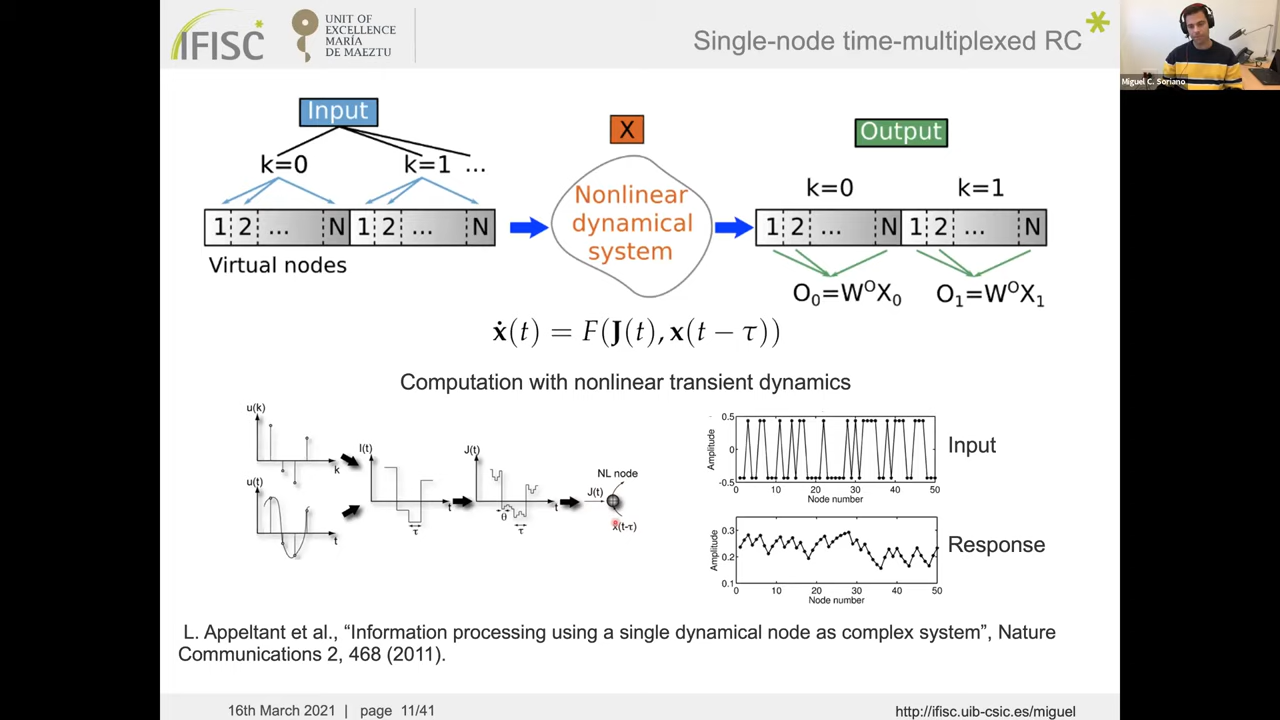 IFISC
UNIT OF
EXCELLENCE
MARÍA
DE MAEZTU
Single-node time-multiplexed RC
Miguel C. Soriano
Input
k=0
k=1 ...
1 2 ... N 1 2 ... N
Virtual nodes
X
Nonlinear
dynamical
system
Output
k=0 k=1
1 2 ... N 1 2 ... N
O₀=WᴼX₀ O₁=WᴼX₁
ẋ(t) = F(J(t), x(t − τ))
Computation with nonlinear transient dynamics
u(k)
k
u(t)
t
I(t)
t
τ
J(t)
t
θ
τ
NL node
J(t)
x(t-τ)
0.5
0
-0.5
Amplitude
0 10 20 30 40 50
Node number
Input
0.3
0.2
0.1
Amplitude
0 10 20 30 40 50
Node number
Response
L. Appeltant et al., “Information processing using a single dynamical node as complex system”, Nature
Communications 2, 468 (2011).
16th March 2021 | page 11/41
http://ifisc.uib-csic.es/miguel